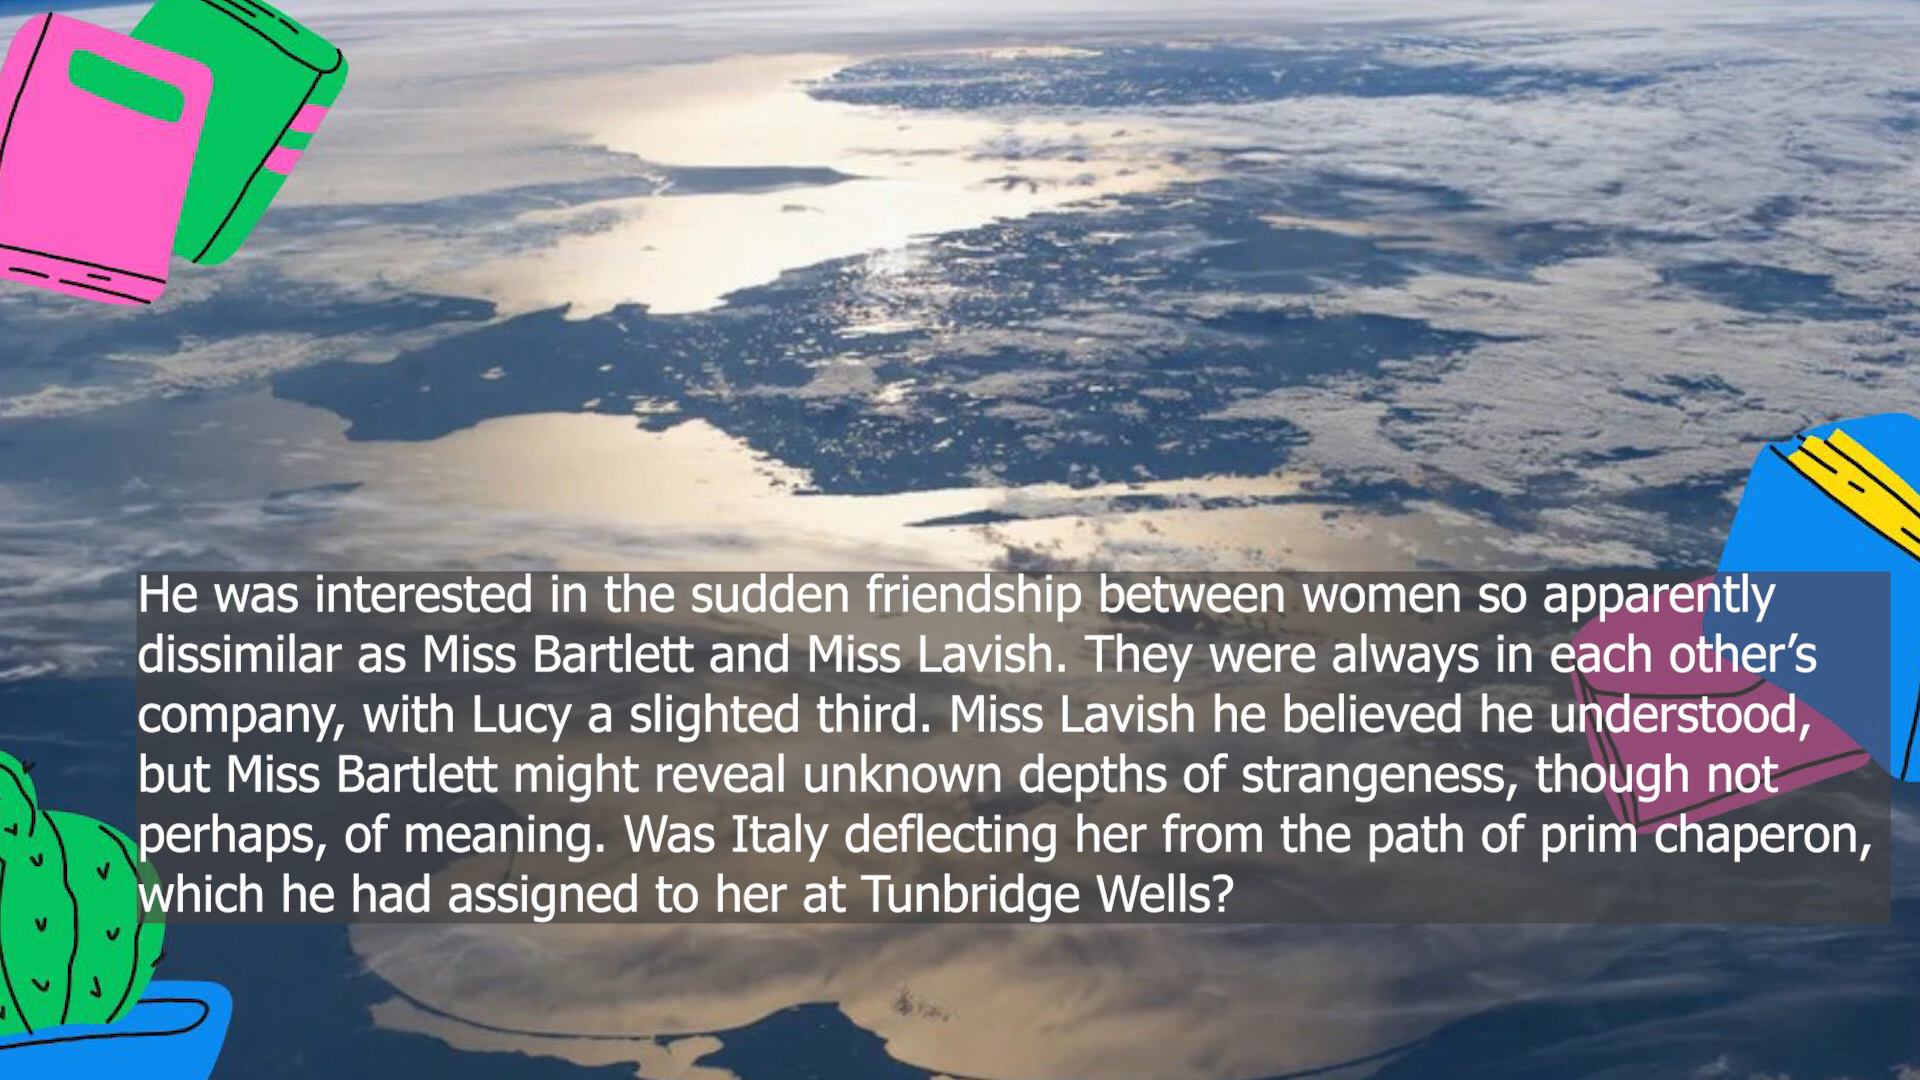 He was interested in the sudden friendship between women so apparently
dissimilar as Miss Bartlett and Miss Lavish. They were always in each other’s
company, with Lucy a slighted third. Miss Lavish he believed he understood,
but Miss Bartlett might reveal unknown depths of strangeness, though not
perhaps, of meaning. Was Italy deflecting her from the path of prim chaperon,
which he had assigned to her at Tunbridge Wells?